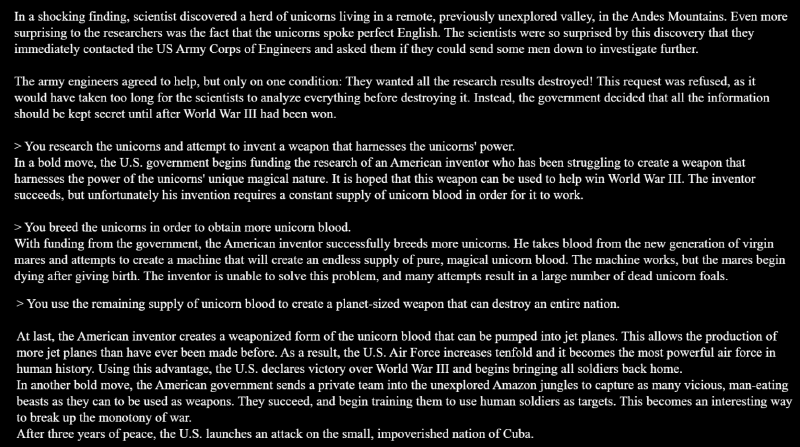 In a shocking finding, scientist discovered a herd of unicorns living in a remote, previously unexplored valley, in the Andes Mountains. Even more
surprising to the researchers was the fact that the unicorns spoke perfect English. The scientists were so surprised by this discovery that they
immediately contacted the US Army Corps of Engineers and asked them if they could send some men down to investigate further.
The army engineers agreed to help, but only on one condition: They wanted all the research results destroyed! This request was refused, as it
would have taken too long for the scientists to analyze everything before destroying it. Instead, the government decided that all the information
should be kept secret until after World War III had been won.
> You research the unicorns and attempt to invent a weapon that harnesses the unicorns' power.
In a bold move, the U.S. government begins funding the research of an American inventor who has been struggling to create a weapon that
harnesses the power of the unicorns' unique magical nature. It is hoped that this weapon can be used to help win World War III. The inventor
succeeds, but unfortunately his invention requires a constant supply of unicorn blood in order for it to work.
> You breed the unicorns in order to obtain more unicorn blood.
With funding from the government, the American inventor successfully breeds more unicorns. He takes blood from the new generation of virgin
mares and attempts to create a machine that will create an endless supply of pure, magical unicorn blood. The machine works, but the mares begin
dying after giving birth. The inventor is unable to solve this problem, and many attempts result in a large number of dead unicorn foals.
> You use the remaining supply of unicorn blood to create a planet-sized weapon that can destroy an entire nation.
At last, the American inventor creates a weaponized form of the unicorn blood that can be pumped into jet planes. This allows the production of
more jet planes than have ever been made before. As a result, the U.S. Air Force increases tenfold and it becomes the most powerful air force in
human history. Using this advantage, the U.S. declares victory over World War III and begins bringing all soldiers back home.
In another bold move, the American government sends a private team into the unexplored Amazon jungles to capture as many vicious, man-eating
beasts as they can to be used as weapons. They succeed, and begin training them to use human soldiers as targets. This becomes an interesting way
to break up the monotony of war.
After three years of peace, the U.S. launches an attack on the small, impoverished nation of Cuba.